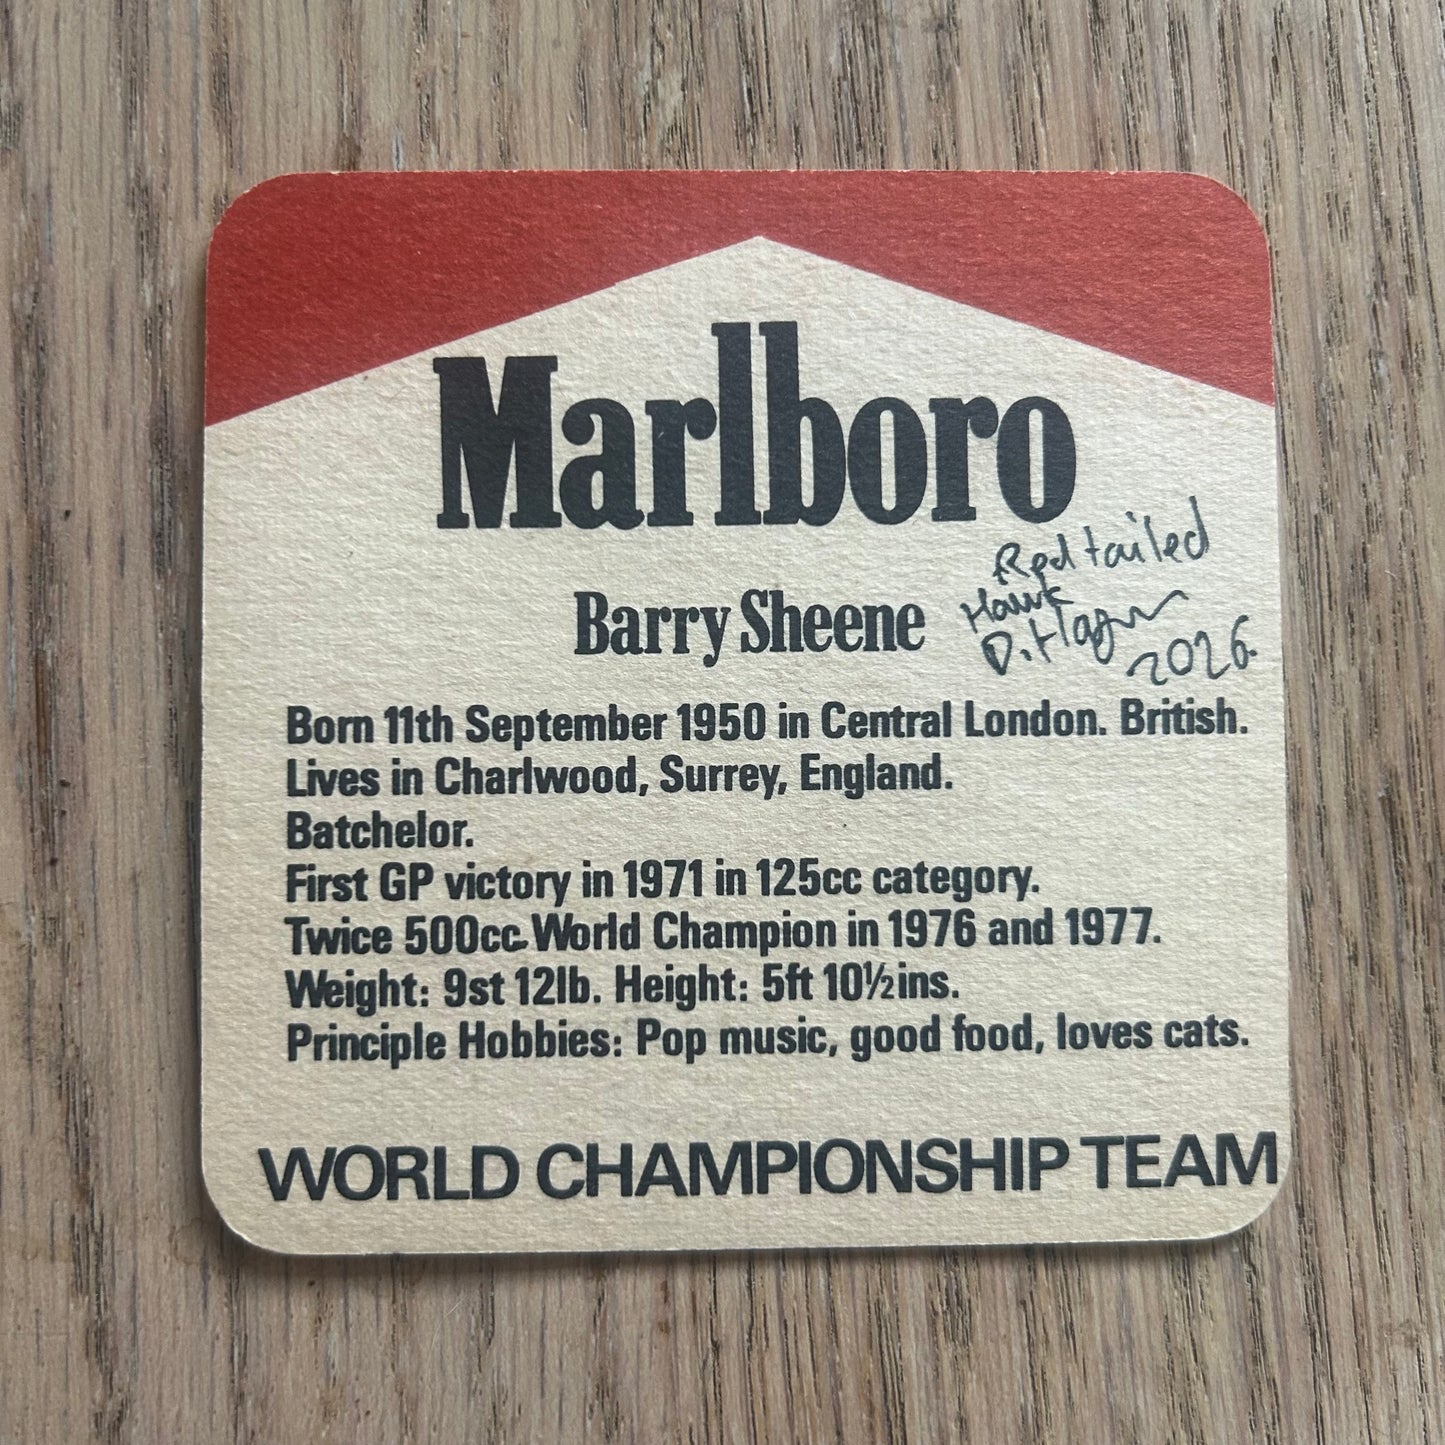 Marlboro
Red tailed
Hawk
Barry Sheene
2026.
Born 11th September 1950 in Central London. British.
Lives in Charlwood, Surrey, England.
Batchelor.
First GP victory in 1971 in 125cc category.
Twice 500cc World Champion in 1976 and 1977.
Weight: 9st 12lb. Height: 5ft 10½ins.
Principle Hobbies: Pop music, good food, loves cats.
WORLD CHAMPIONSHIP TEAM